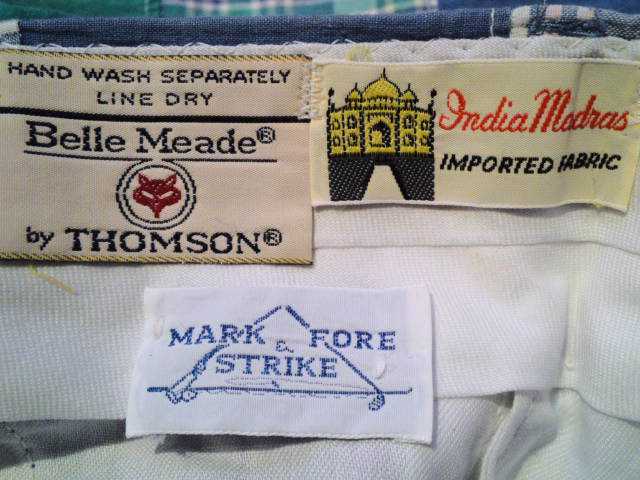 HAND WASH SEPARATELY
LINE DRY
Belle Meade®
by THOMSON®
India Madras
IMPORTED FABRIC
MARK & FORE
STRIKE